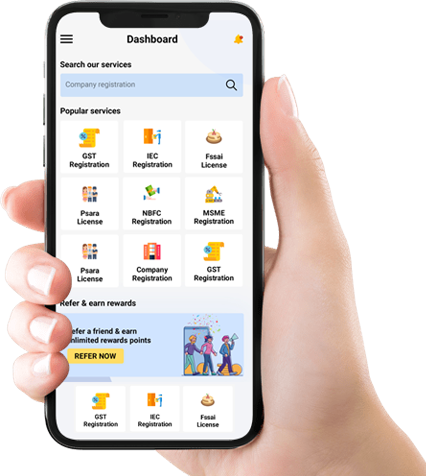 Dashboard
Search our services
Company registration
Popular services
GST
Registration
IEC
Registration
Fssai
License
Psara
License
NBFC
Registration
MSME
Registration
Psara
License
Company
Registration
GST
Registration
Refer & earn rewards
efer a friend & earn
nlimited rewards points
REFER NOW
GST
Registration
IEC
Registration
Fssai
License